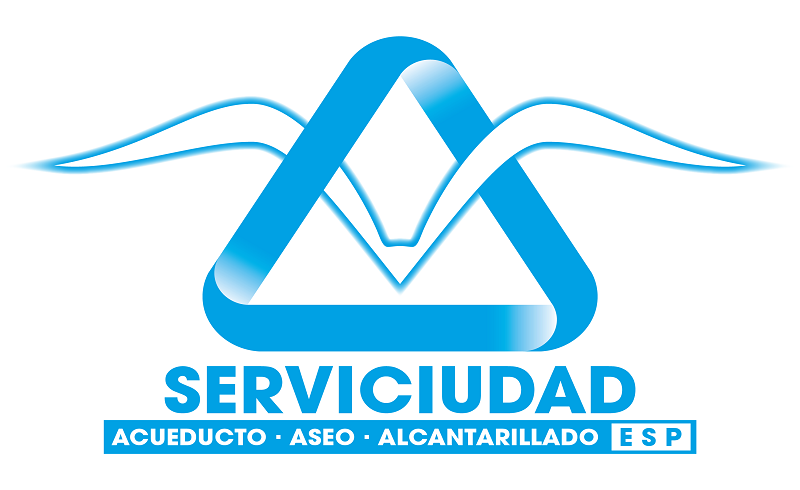 SERVICIUDAD
ACUEDUCTO · ASEO · ALCANTARILLADO ESP